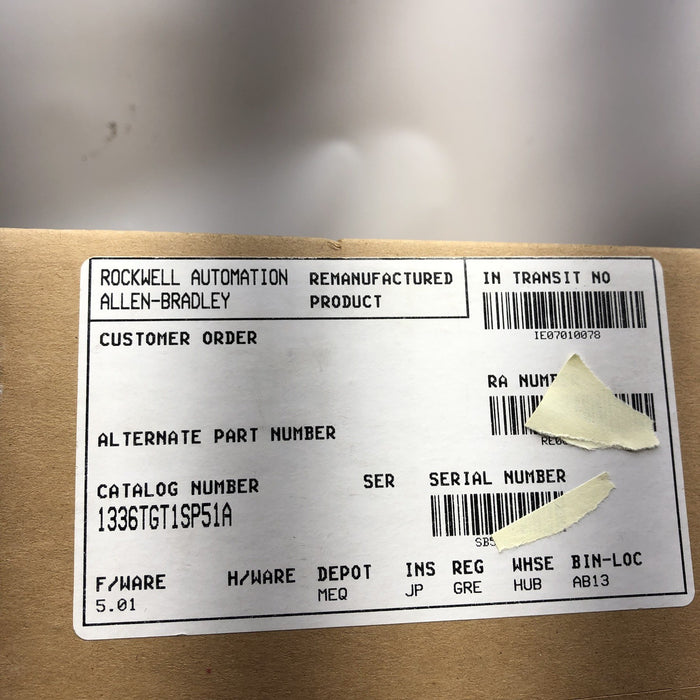 ROCKWELL AUTOMATION
ALLEN-BRADLEY
REMANUFACTURED
PRODUCT
IN TRANSIT NO
IE07010078
CUSTOMER ORDER
RA
ALTERNATE PART NUMBER
CATALOG NUMBER
1336TGT1SP51A
SER
SERIAL NUMBER
F/WARE
5.01
H/WARE
DEPOT
MEQ
INS
JP
REG
GRE
WHSE
HUB
BIN-LOC
AB13